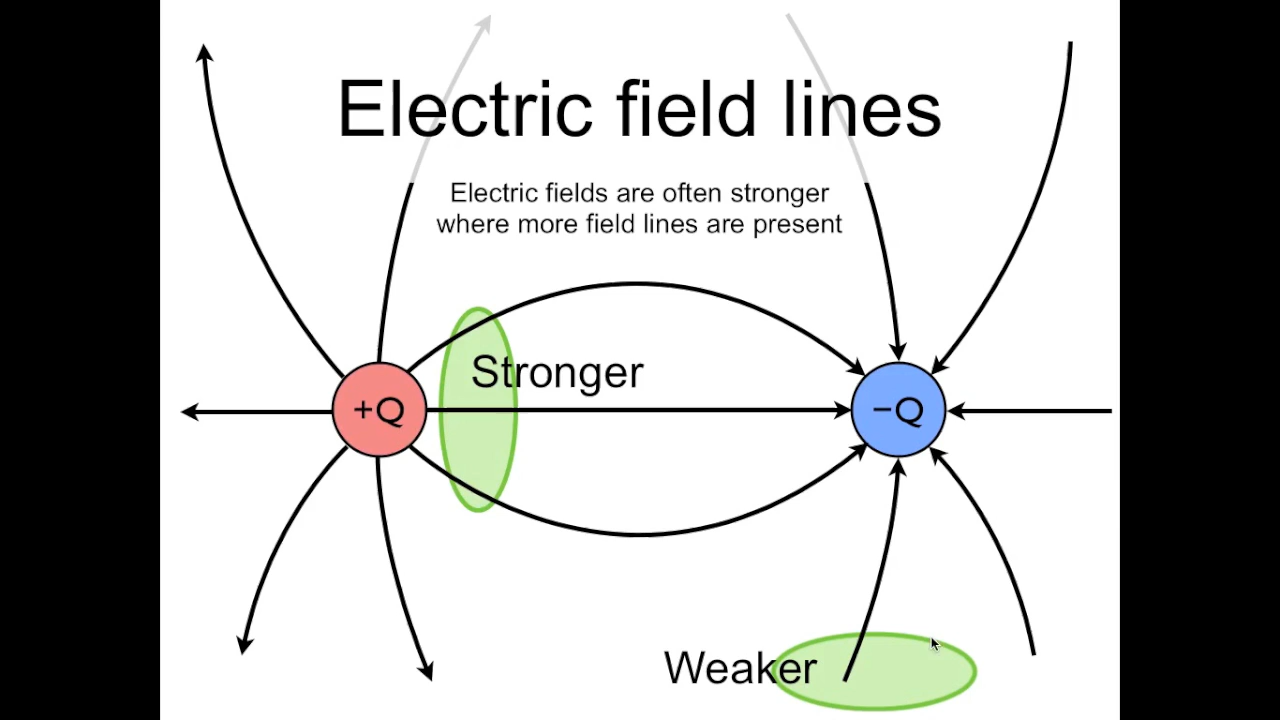 Electric field lines
Electric fields are often stronger
where more field lines are present
Stronger
+Q
−Q
Weaker